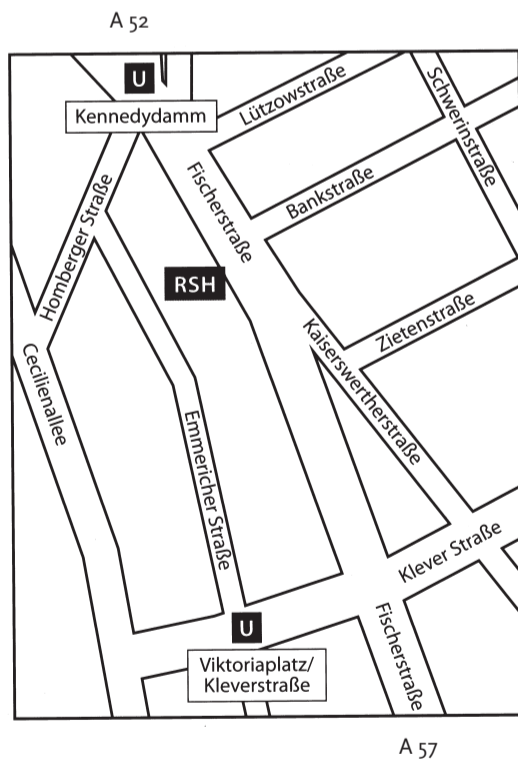 A 52
U
Kennedydamm
Lützowstraße
Schwerinstraße
Fischerstraße
Bankstraße
Homberger Straße
RSH
Zietenstraße
Kaiserswertherstraße
Cecilienallee
Emmericher Straße
Klever Straße
U
Fischerstraße
Viktoriaplatz/
Kleverstraße
A 57